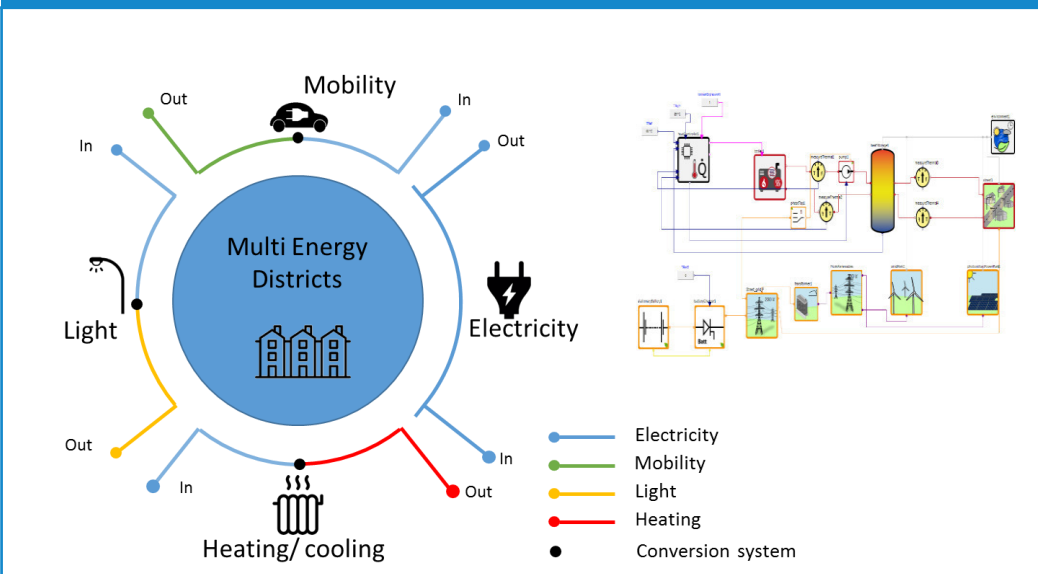 Mobility
Out
In
In
Out
Multi Energy
Districts
Light
Electricity
Out
In
In
Out
Heating/ cooling
Electricity
Mobility
Light
Heating
Conversion system
Batt